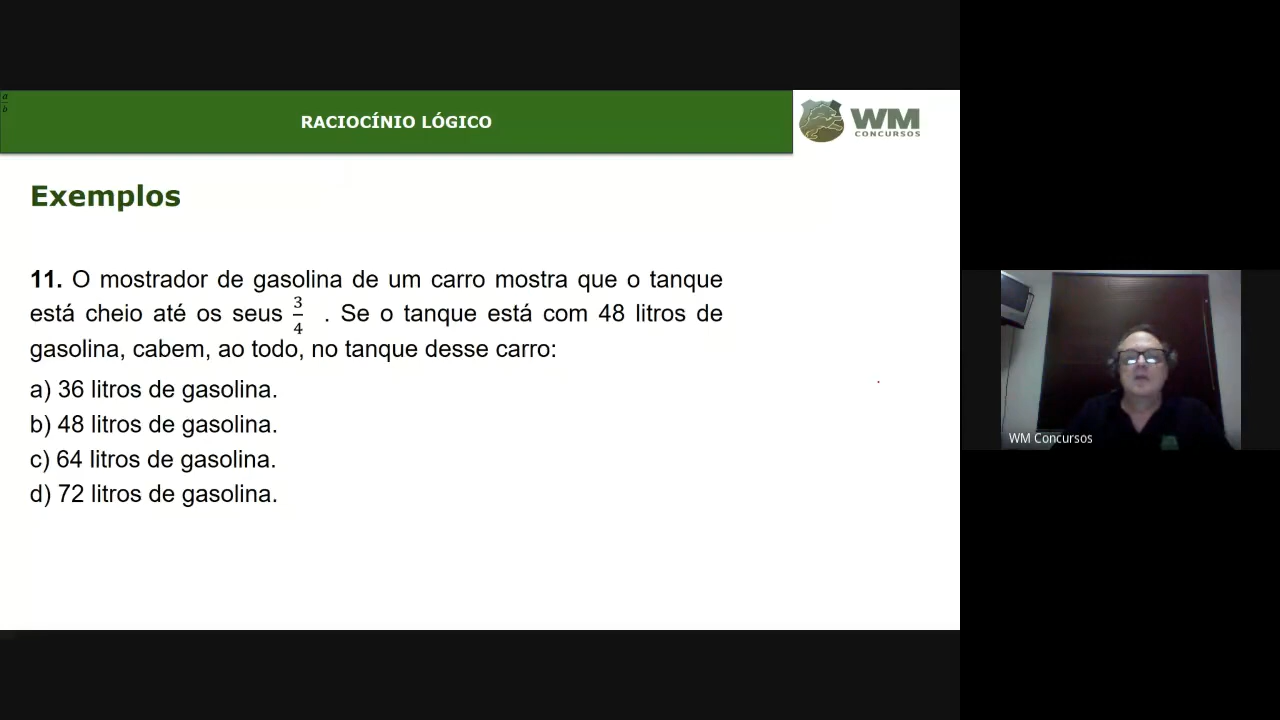 a
b
RACIOCÍNIO LÓGICO
WM
CONCURSOS
Exemplos
11. O mostrador de gasolina de um carro mostra que o tanque
está cheio até os seus 3/4 . Se o tanque está com 48 litros de
gasolina, cabem, ao todo, no tanque desse carro:
a) 36 litros de gasolina.
b) 48 litros de gasolina.
c) 64 litros de gasolina.
d) 72 litros de gasolina.
WM Concursos